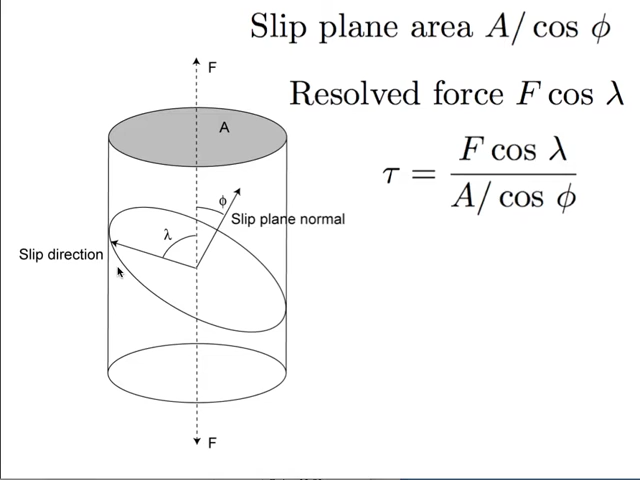 Slip plane area A/ cos ϕ
F
Resolved force F cos λ
A
τ = F cos λ / A/ cos ϕ
ϕ
Slip plane normal
λ
Slip direction
F